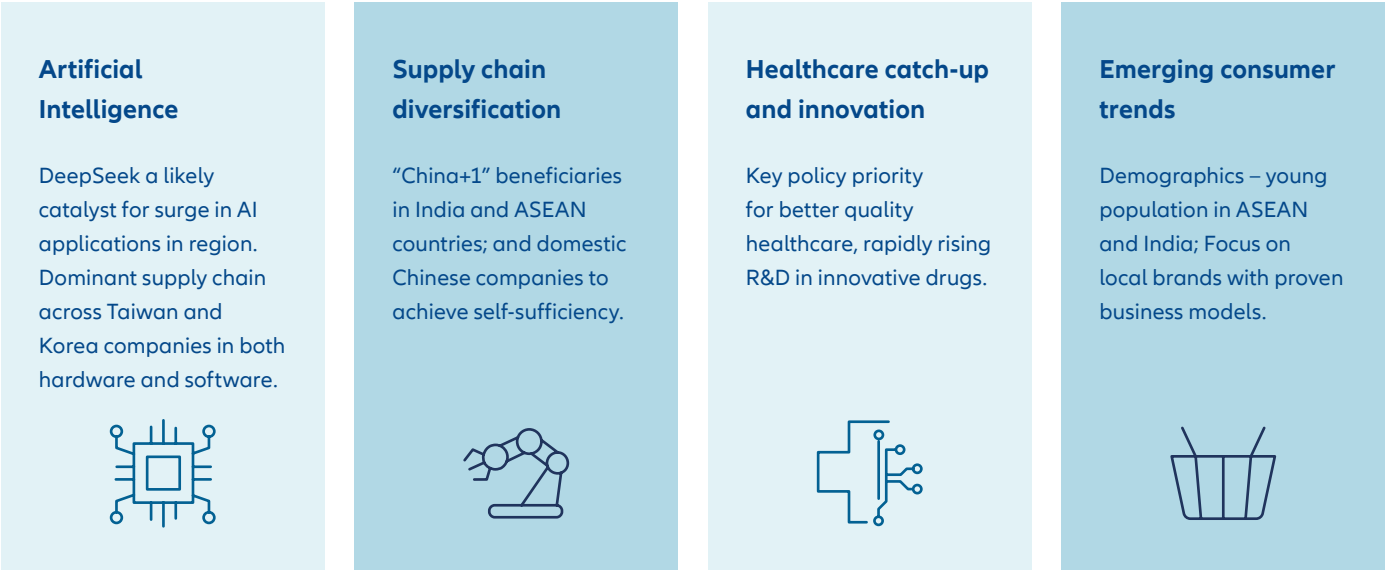 Artificial
Intelligence
DeepSeek a likely
catalyst for surge in AI
applications in region.
Dominant supply chain
across Taiwan and
Korea companies in both
hardware and software.
Supply chain
diversification
“China+1” beneficiaries
in India and ASEAN
countries; and domestic
Chinese companies to
achieve self-sufficiency.
Healthcare catch-up
and innovation
Key policy priority
for better quality
healthcare, rapidly rising
R&D in innovative drugs.
Emerging consumer
trends
Demographics – young
population in ASEAN
and India; Focus on
local brands with proven
business models.